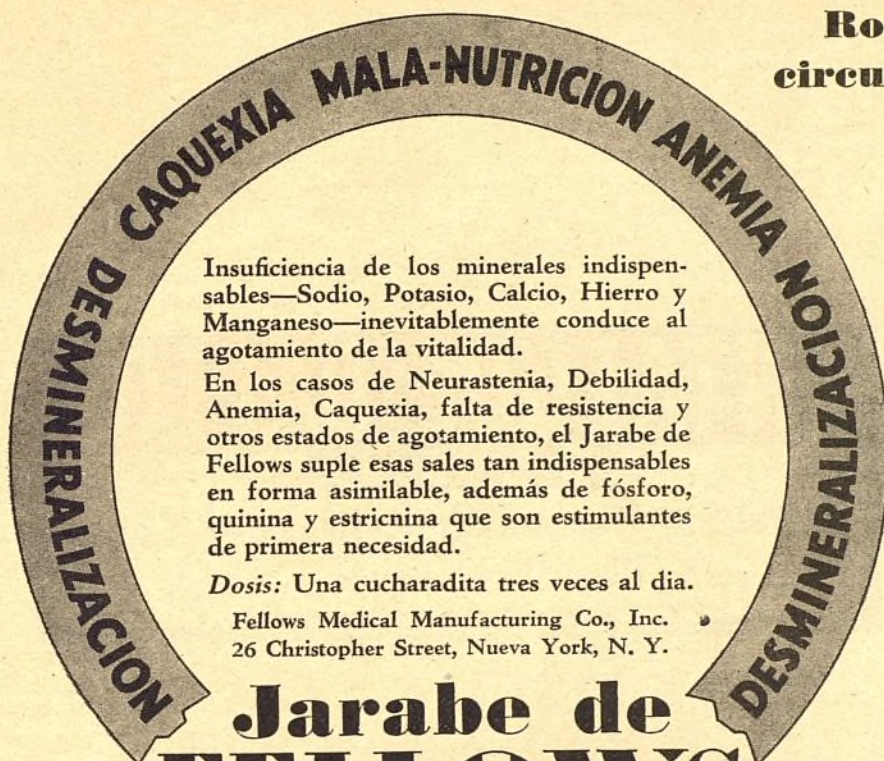 Ro
circu
DESMINERALIZACION CAQUEXIA MALA-NUTRICION ANEMIA DESMINERALIZACION
Insuficiencia de los minerales indispen-
sables—Sodio, Potasio, Calcio, Hierro y
Manganeso—inevitablemente conduce al
agotamiento de la vitalidad.
En los casos de Neurastenia, Debilidad,
Anemia, Caquexia, falta de resistencia y
otros estados de agotamiento, el Jarabe de
Fellows suple esas sales tan indispensables
en forma asimilable, además de fósforo,
quinina y estricnina que son estimulantes
de primera necesidad.
Dosis: Una cucharadita tres veces al dia.
Fellows Medical Manufacturing Co., Inc.
26 Christopher Street, Nueva York, N. Y.
Jarabe de
FELLOWS